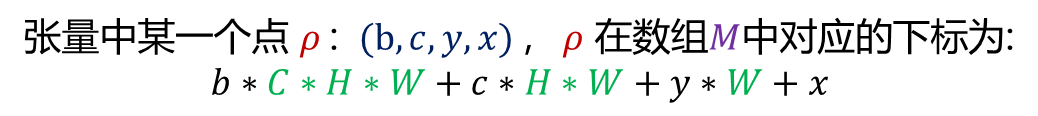 张量中某一个点 ρ：(b, c, y, x)，ρ 在数组M中对应的下标为:
b ∗ C ∗ H ∗ W + c ∗ H ∗ W + y ∗ W + x